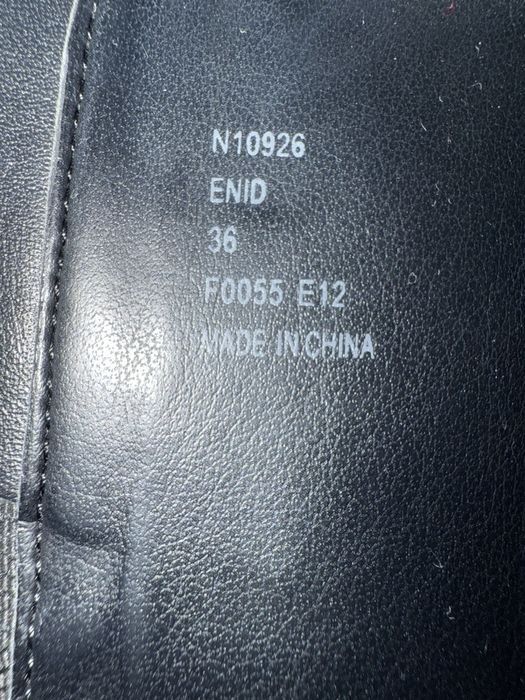 N10926
ENID
36
F0055 E12
MADE IN CHINA